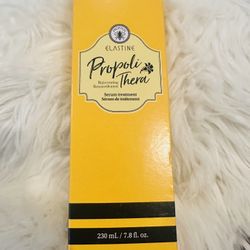 ELASTINE
Propoli
Thera
Serum treatment
Sérum de traitement
230 mL / 7.8 fl. oz.